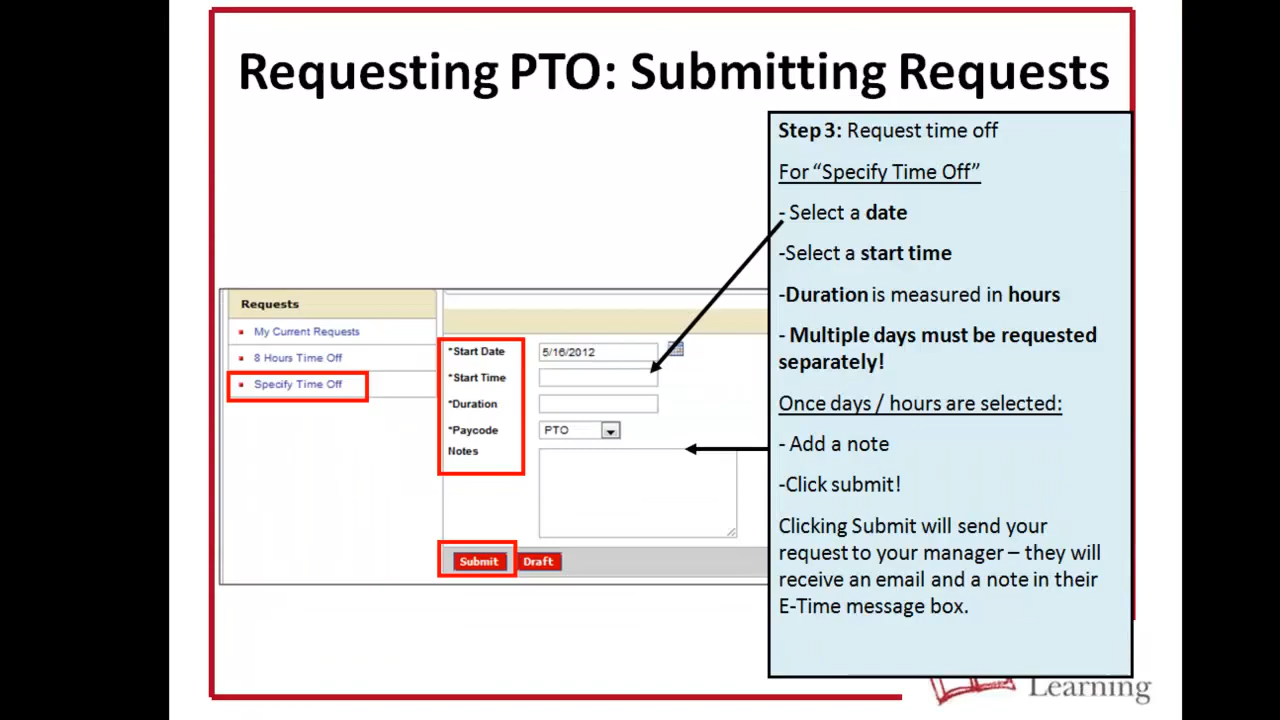 Requesting PTO: Submitting Requests
Step 3: Request time off
For “Specify Time Off”
- Select a date
-Select a start time
-Duration is measured in hours
- Multiple days must be requested
separately!
Once days / hours are selected:
- Add a note
-Click submit!
Clicking Submit will send your
request to your manager – they will
receive an email and a note in their
E-Time message box.
Requests
My Current Requests
8 Hours Time Off
Specify Time Off
*Start Date 5/16/2012
*Start Time
*Duration
*Paycode PTO
Notes
Submit Draft
Learning